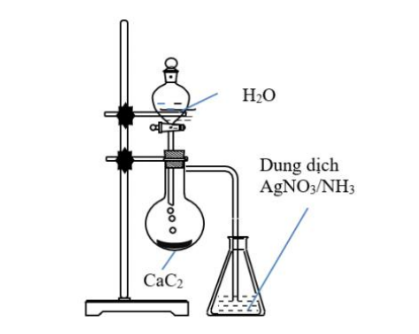 H₂O
Dung dịch
AgNO₃/NH₃
CaC₂